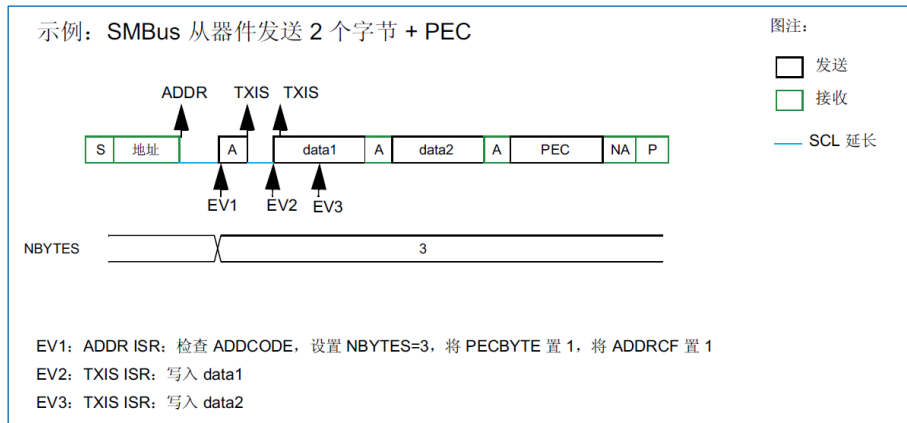 示例：SMBus 从器件发送 2 个字节 + PEC
图注：
发送
接收
SCL 延长
ADDR TXIS TXIS
S 地址 A data1 A data2 A PEC NA P
EV1 EV2 EV3
NBYTES 3
EV1：ADDR ISR：检查 ADDCODE，设置 NBYTES=3，将 PECBYTE 置 1，将 ADDRCF 置 1
EV2：TXIS ISR：写入 data1
EV3：TXIS ISR：写入 data2